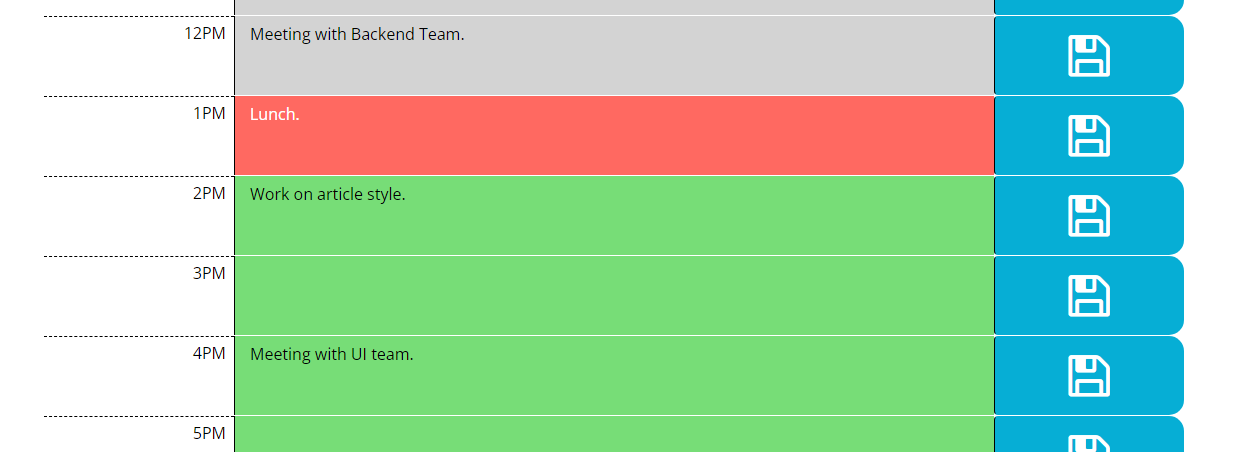 12PM Meeting with Backend Team.
1PM Lunch.
2PM Work on article style.
3PM
4PM Meeting with UI team.
5PM